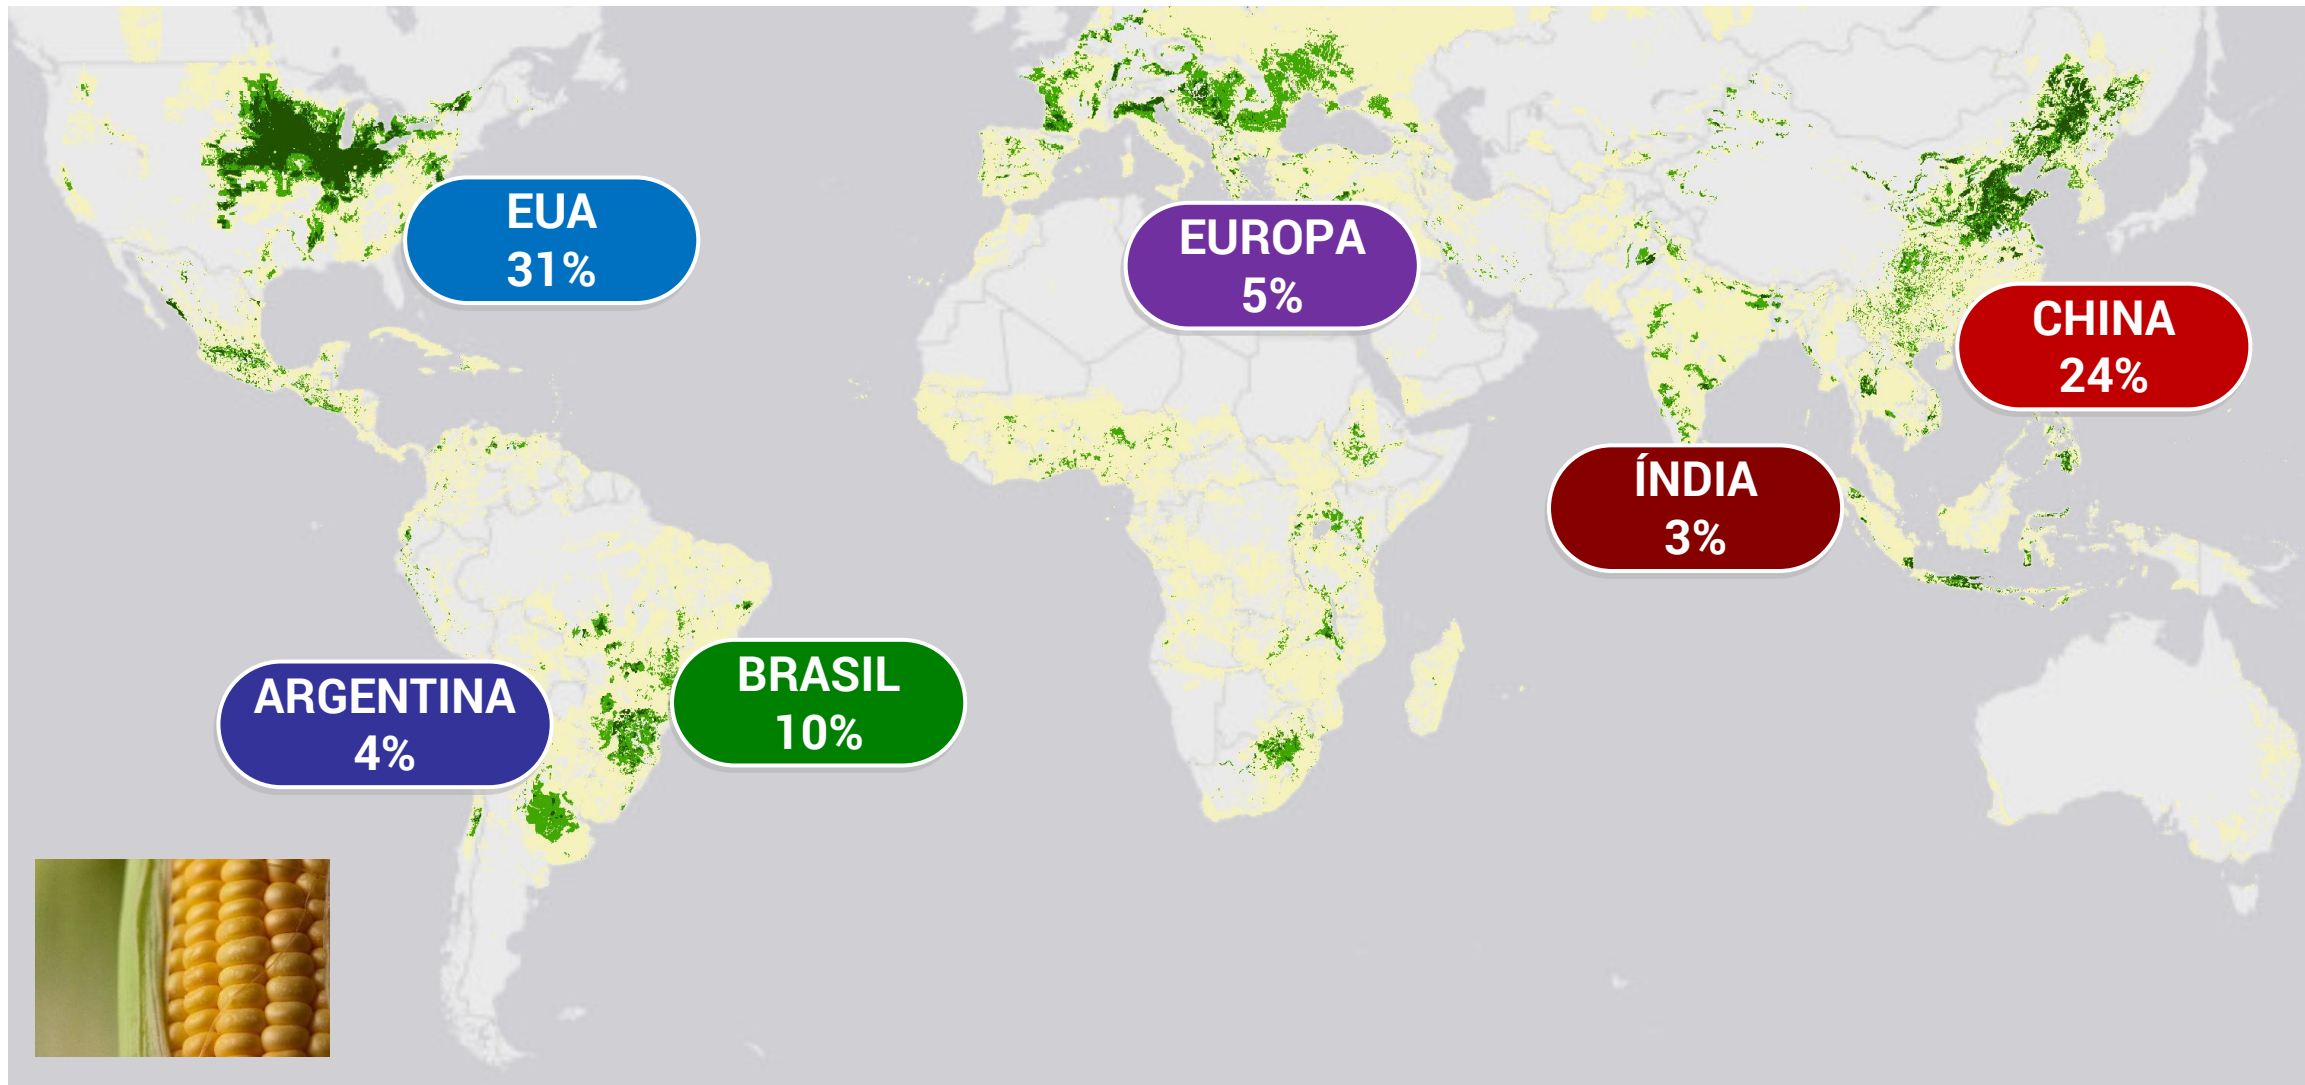 EUA
31%
EUROPA
5%
CHINA
24%
ÍNDIA
3%
BRASIL
10%
ARGENTINA
4%